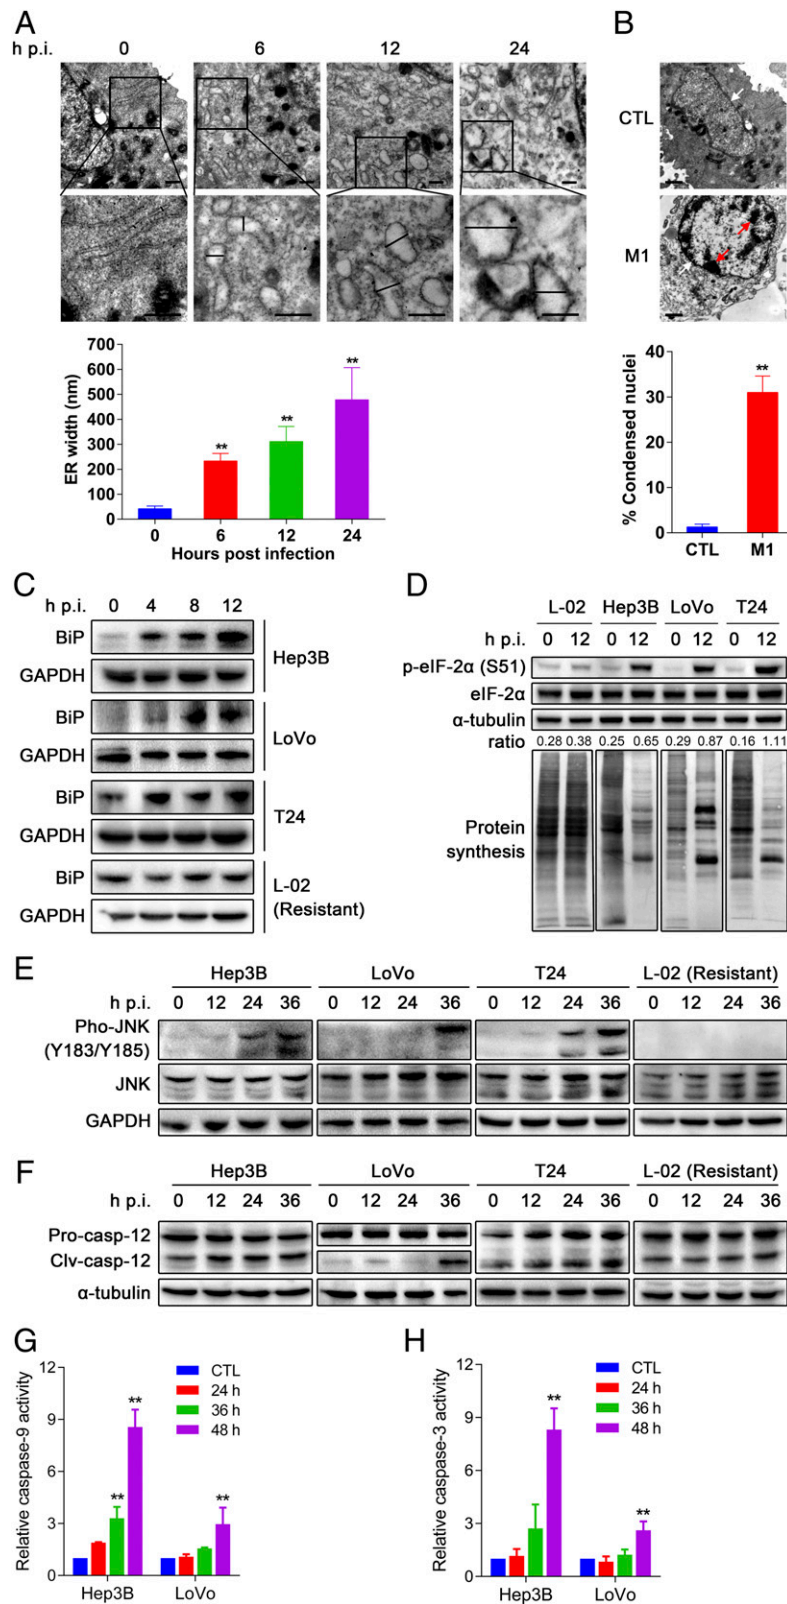 A
B
h p.i. 0 6 12 24
CTL
M1
ER width (nm)
700
600
500
400
300
200
100
0
** ** **
0 6 12 24
Hours post infection
% Condensed nuclei
40
30
20
10
0
**
CTL M1
C
h p.i. 0 4 8 12
BiP
GAPDH
Hep3B
BiP
GAPDH
LoVo
BiP
GAPDH
T24
BiP
GAPDH
L-02
(Resistant)
D
L-02 Hep3B LoVo T24
h p.i. 0 12 0 12 0 12 0 12
p-eIF-2α (S51)
eIF-2α
α-tubulin
ratio 0.28 0.38 0.25 0.65 0.29 0.87 0.16 1.11
Protein
synthesis
E
Hep3B LoVo T24 L-02 (Resistant)
h p.i. 0 12 24 36 0 12 24 36 0 12 24 36 0 12 24 36
Pho-JNK
(Y183/Y185)
JNK
GAPDH
F
Hep3B LoVo T24 L-02 (Resistant)
h p.i. 0 12 24 36 0 12 24 36 0 12 24 36 0 12 24 36
Pro-casp-12
Clv-casp-12
α-tubulin
G
Relative caspase-9 activity
12
9
6
3
0
CTL
24 h
36 h
48 h
** ** **
Hep3B LoVo
H
Relative caspase-3 activity
12
9
6
3
0
CTL
24 h
36 h
48 h
** **
Hep3B LoVo